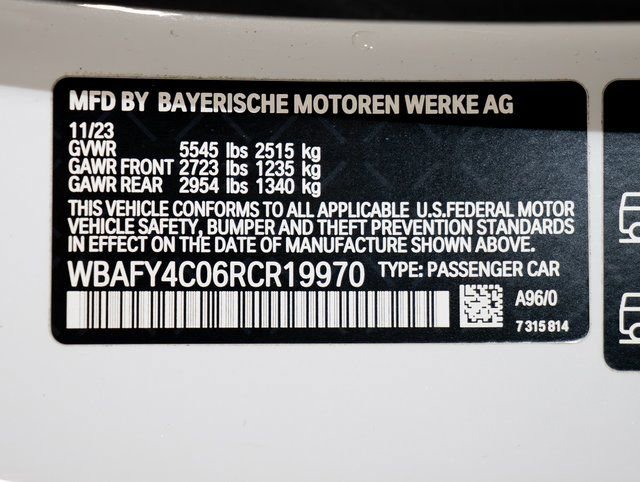 MFD BY BAYERISCHE MOTOREN WERKE AG
11/23
GVWR 5545 lbs 2515 kg
GAWR FRONT 2723 lbs 1235 kg
GAWR REAR 2954 lbs 1340 kg
THIS VEHICLE CONFORMS TO ALL APPLICABLE U.S.FEDERAL MOTOR
VEHICLE SAFETY, BUMPER AND THEFT PREVENTION STANDARDS
IN EFFECT ON THE DATE OF MANUFACTURE SHOWN ABOVE.
WBAFY4C06RCR19970 TYPE: PASSENGER CAR
A96/0
7 315 814